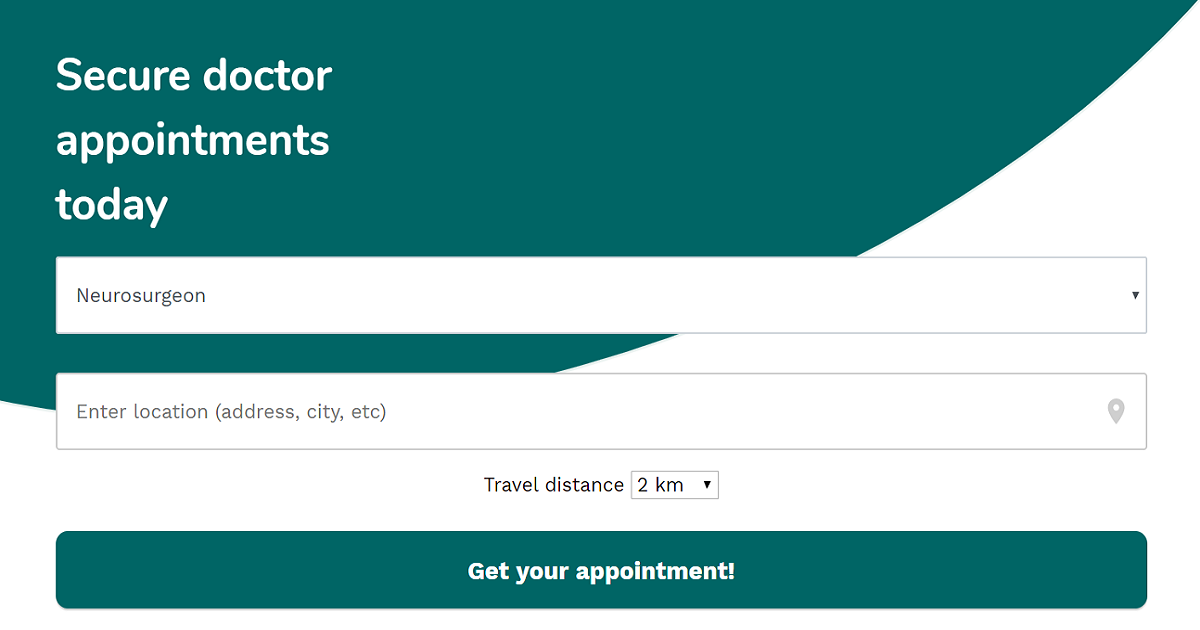 Secure doctor
appointments
today
Neurosurgeon
Enter location (address, city, etc)
Travel distance 2 km
Get your appointment!